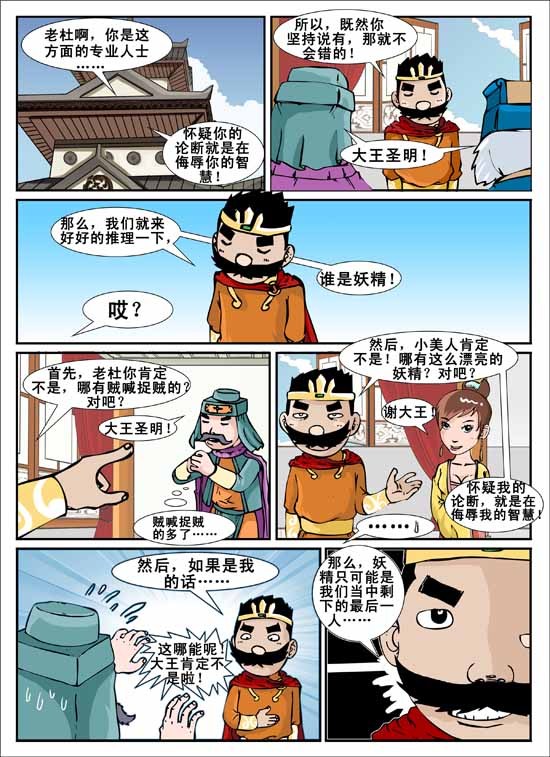 老杜啊，你是这
方面的专业人士
……
怀疑你的
论断就是在
侮辱你的智
慧！
所以，既然你
坚持说有，那就不
会错的！
大王圣明！
那么，我们就来
好好的推理一下，
谁是妖精！
哎？
首先，老杜你肯定
不是，哪有贼喊捉贼的？
对吧？
大王圣明！
贼喊捉贼
的多了……
然后，小美人肯定
不是！哪有这么漂亮的
妖精？对吧？
谢大王！
怀疑我的
论断，就是在
侮辱我的智慧！
……，
然后，如果是我
的话……
这哪能呢！
大王肯定不
是啦！
那么，妖
精只可能是
我们当中剩
下的最后一
人……